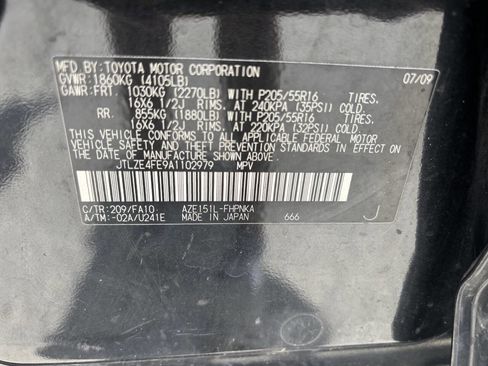 MFD. BY: TOYOTA MOTOR CORPORATION 07/09
GVWR: 1860KG (4105LB)
GAWR: FRT. 1030KG (2270LB) WITH P205/55R16 TIRES.
16X6 1/2J RIMS. AT 240KPA (35PSI) COLD.
RR. 855KG (1880LB) WITH P205/55R16 TIRES.
16X6 1/2J RIMS. AT 220KPA (32PSI) COLD.
THIS VEHICLE CONFORMS TO ALL APPLICABLE FEDERAL MOTOR
VEHICLE SAFETY AND THEFT PREVENTION STANDARDS IN EFFECT ON
THE DATE OF MANUFACTURE SHOWN ABOVE.
JTLZE4FE9A1102979 MPV
C/TR: 209/FA10 AZE151L-FHPNKA
A/TM: -02A/U241E MADE IN JAPAN 666 J